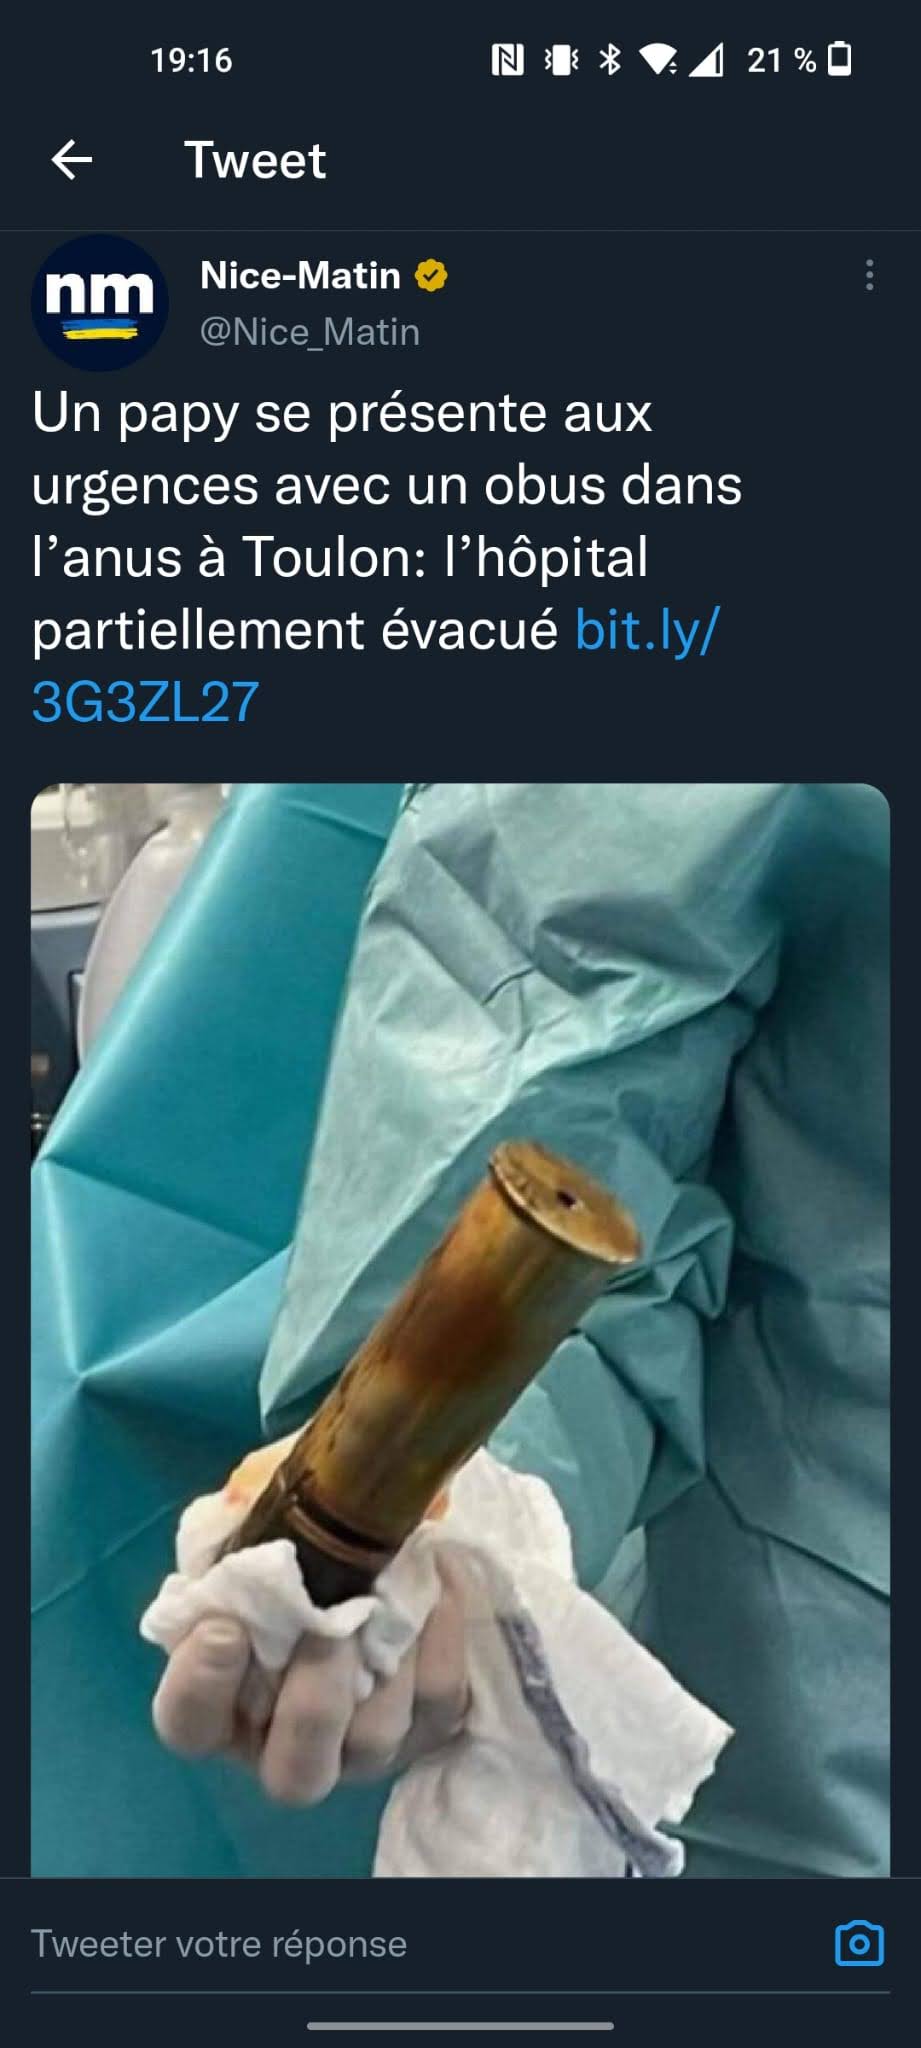 19:16
21 %
Tweet
nm
Nice-Matin
@Nice_Matin
Un papy se présente aux
urgences avec un obus dans
l’anus à Toulon: l’hôpital
partiellement évacué bit.ly/
3G3ZL27
Tweeter votre réponse